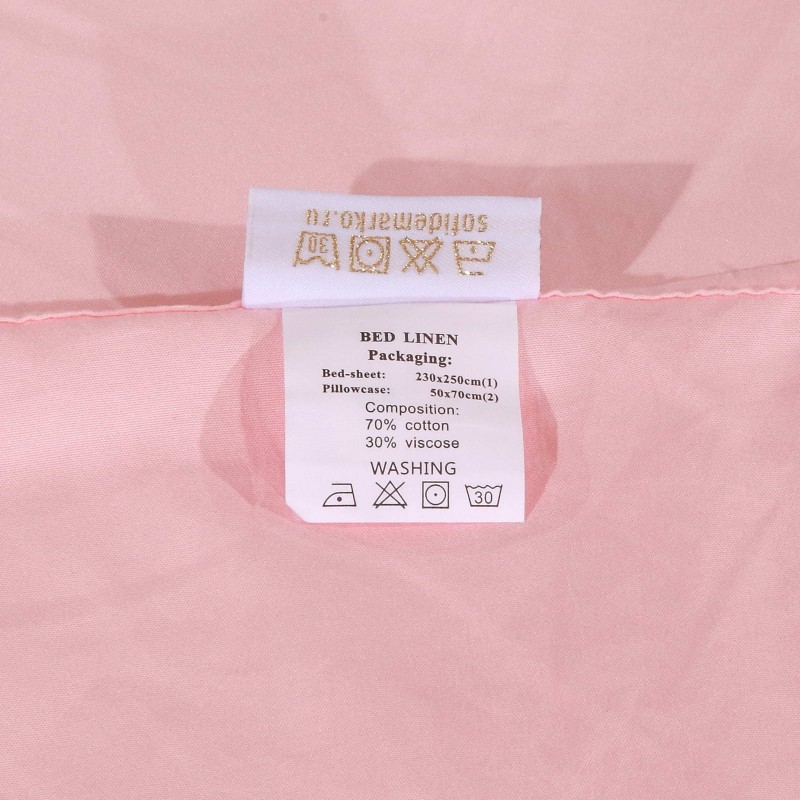 sofidemarko.ru
30
BED LINEN
Packaging:
Bed-sheet: 230x250cm(1)
Pillowcase: 50x70cm(2)
Composition:
70% cotton
30% viscose
WASHING
30